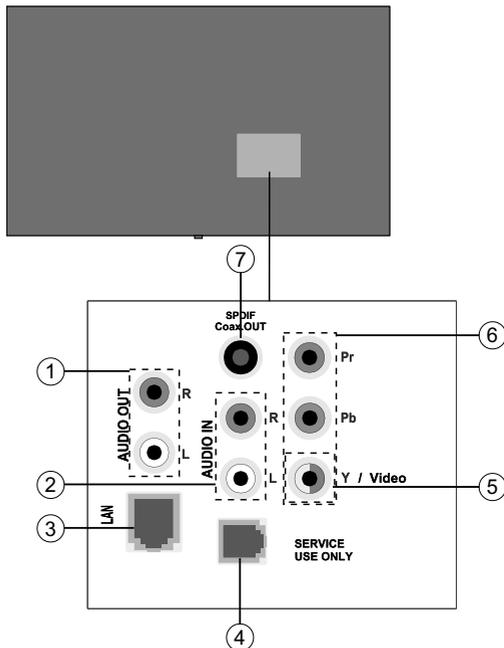 7
SPDIF
Coax.OUT
6
1
AUDIO OUT
R
L
AUDIO IN
R
L
Pr
Pb
Y / Video
2
5
3
LAN
SERVICE
USE ONLY
4